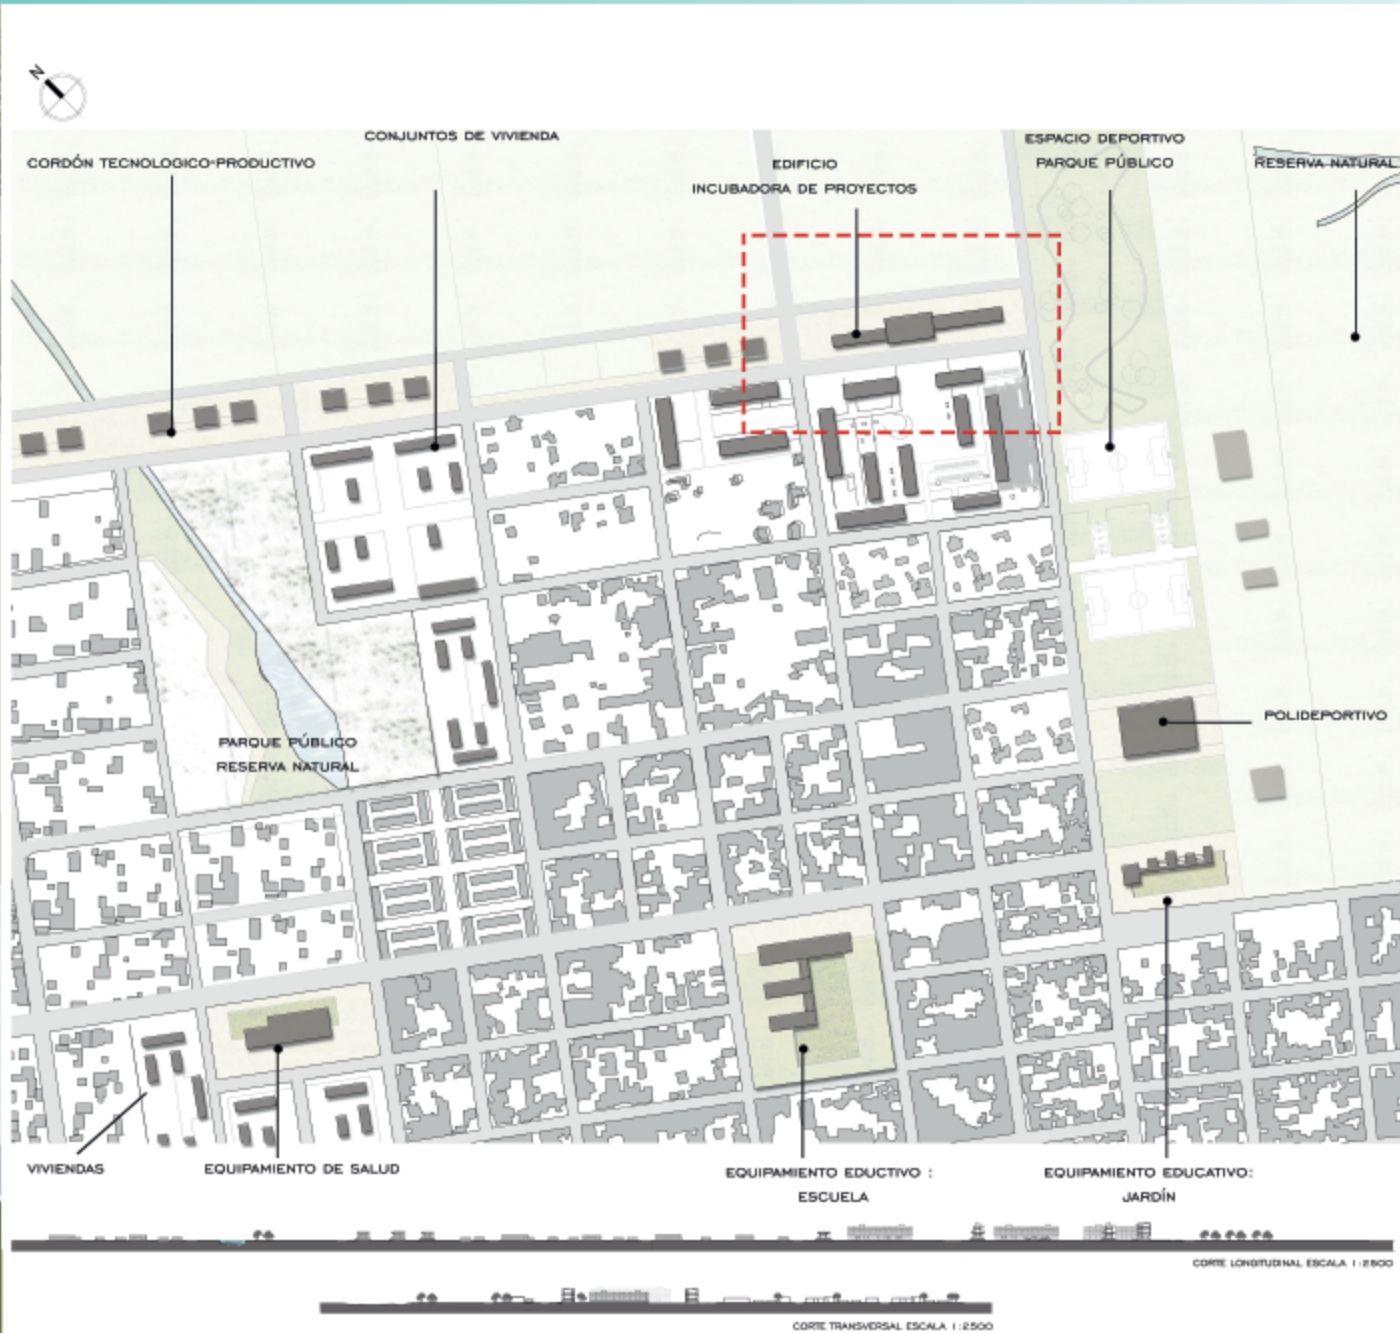 N
CONJUNTOS DE VIVIENDA
CORDÓN TECNOLOGICO-PRODUCTIVO
EDIFICIO
INCUBADORA DE PROYECTOS
ESPACIO DEPORTIVO
PARQUE PÚBLICO
RESERVA NATURAL
POLIDEPORTIVO
PARQUE PÚBLICO
RESERVA NATURAL
VIVIENDAS
EQUIPAMIENTO DE SALUD
EQUIPAMIENTO EDUCTIVO :
ESCUELA
EQUIPAMIENTO EDUCATIVO:
JARDÍN
CORTE LONGITUDINAL ESCALA 1:2500
CORTE TRANSVERSAL ESCALA 1:2500